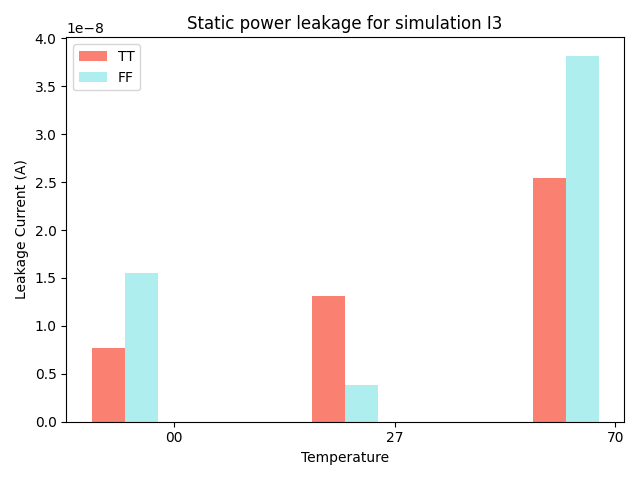 Static power leakage for simulation I3
1e−8
4.0
3.5
3.0
2.5
2.0
1.5
1.0
0.5
0.0
Leakage Current (A)
TT
FF
00
27
70
Temperature